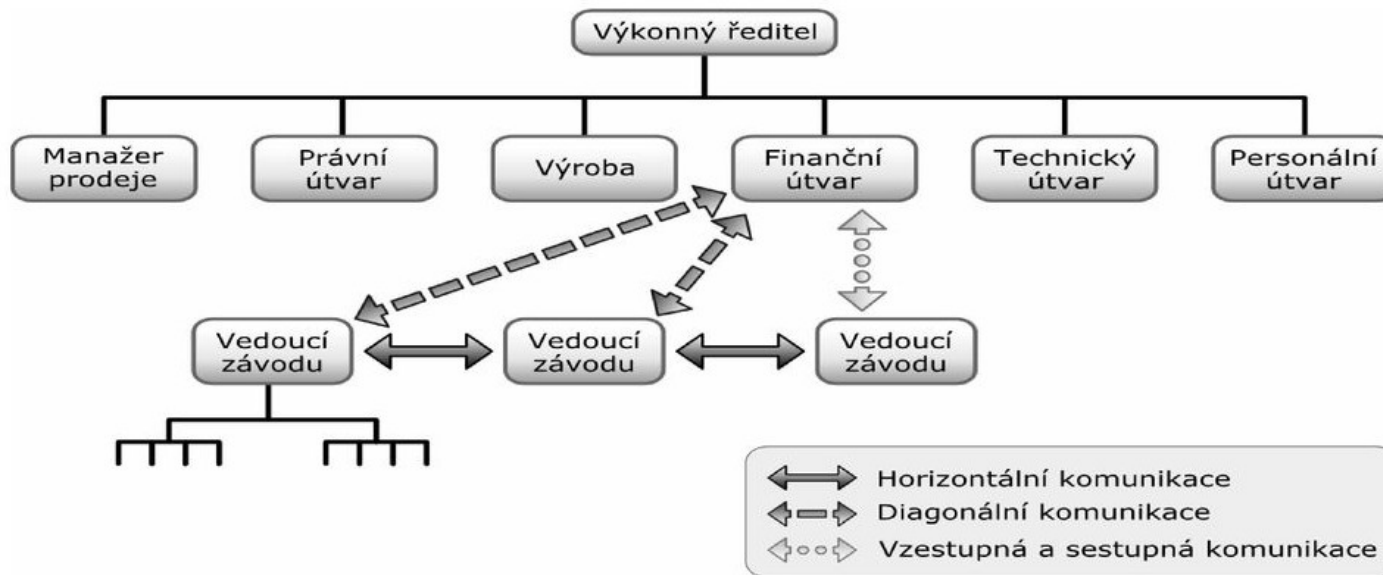 Výkonný ředitel
Manažer
prodeje
Právní
útvar
Výroba
Finanční
útvar
Technický
útvar
Personální
útvar
Vedoucí
závodu
Vedoucí
závodu
Vedoucí
závodu
Horizontální komunikace
Diagonální komunikace
Vzestupná a sestupná komunikace